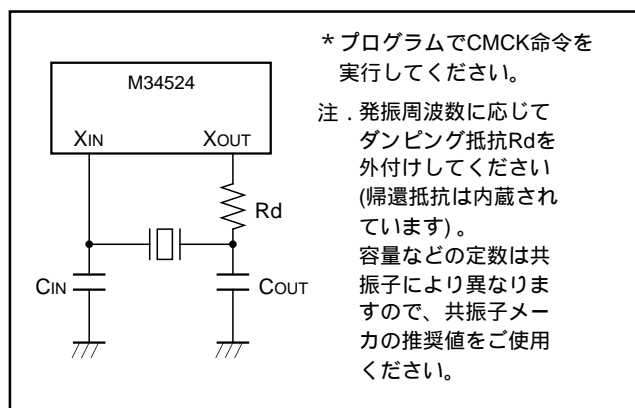 M34524
XIN
XOUT
Rd
CIN
COUT
*プログラムでCMCK命令を
実行してください。
注．発振周波数に応じて
ダンピング抵抗Rdを
外付けしてください
(帰還抵抗は内蔵され
ています)。
容量などの定数は共
振子により異なりま
すので、共振子メー
カの推奨値をご使用
ください。